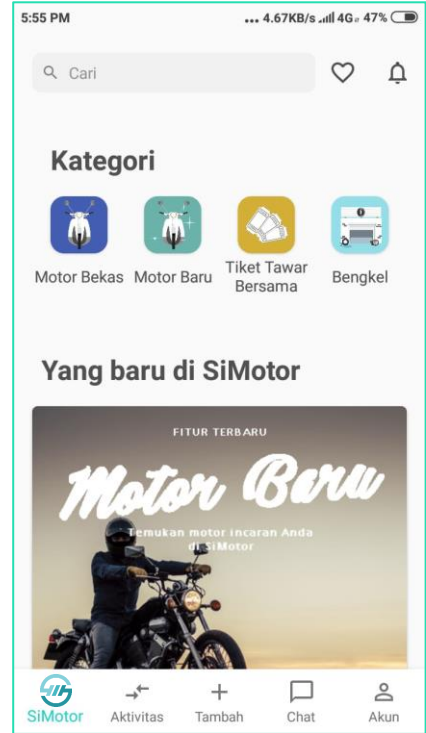 5:55 PM
... 4.67KB/s 4G 47%
Cari
Kategori
Motor Bekas
Motor Baru
Tiket Tawar
Bersama
Bengkel
Yang baru di SiMotor
FITUR TERBARU
Motor Baru
Temukan motor incaran Anda
di SiMotor
SiMotor
Aktivitas
Tambah
Chat
Akun